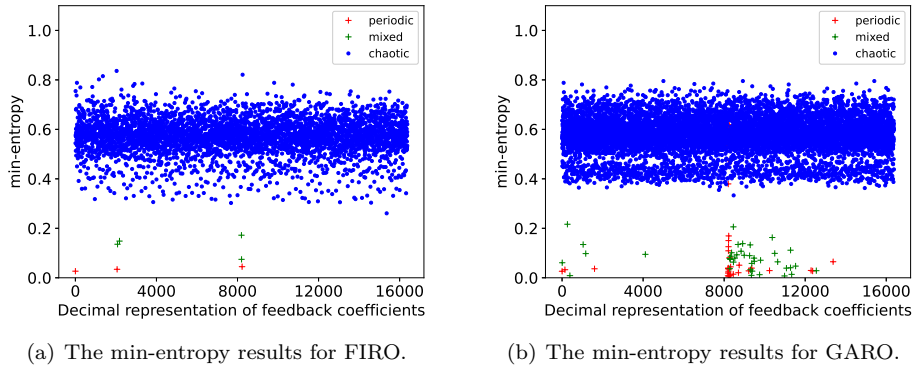 periodic
mixed
chaotic
1.0
0.8
0.6
0.4
0.2
0.0
min-entropy
0 4000 8000 12000 16000
Decimal representation of feedback coefficients
(a) The min-entropy results for FIRO.
periodic
mixed
chaotic
1.0
0.8
0.6
0.4
0.2
0.0
min-entropy
0 4000 8000 12000 16000
Decimal representation of feedback coefficients
(b) The min-entropy results for GARO.